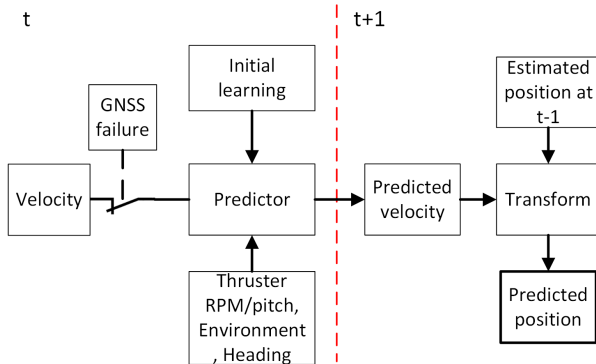 t
t+1
GNSS
failure
Initial
learning
Estimated
position at
t-1
Velocity
Predictor
Predicted
velocity
Transform
Thruster
RPM/pitch,
Environment
, Heading
Predicted
position